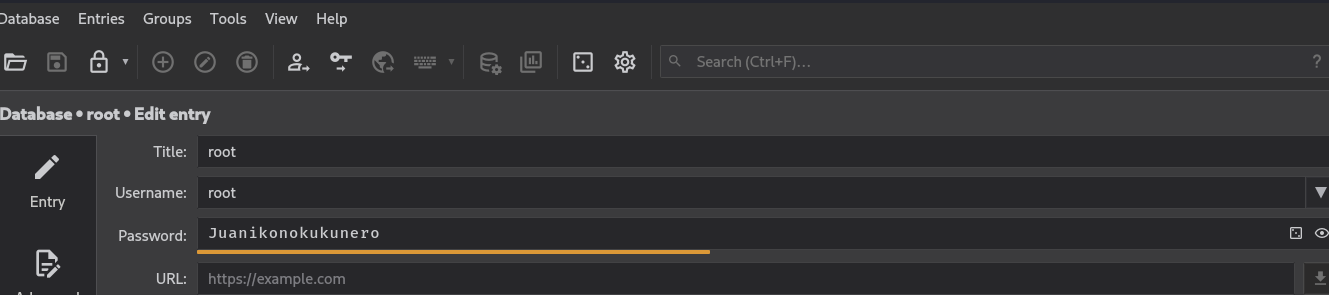 Database Entries Groups Tools View Help
Search (Ctrl+F)... ?
Database • root • Edit entry
Title: root
Entry
Username: root
Password: Juanikonokukunero
URL: https://example.com